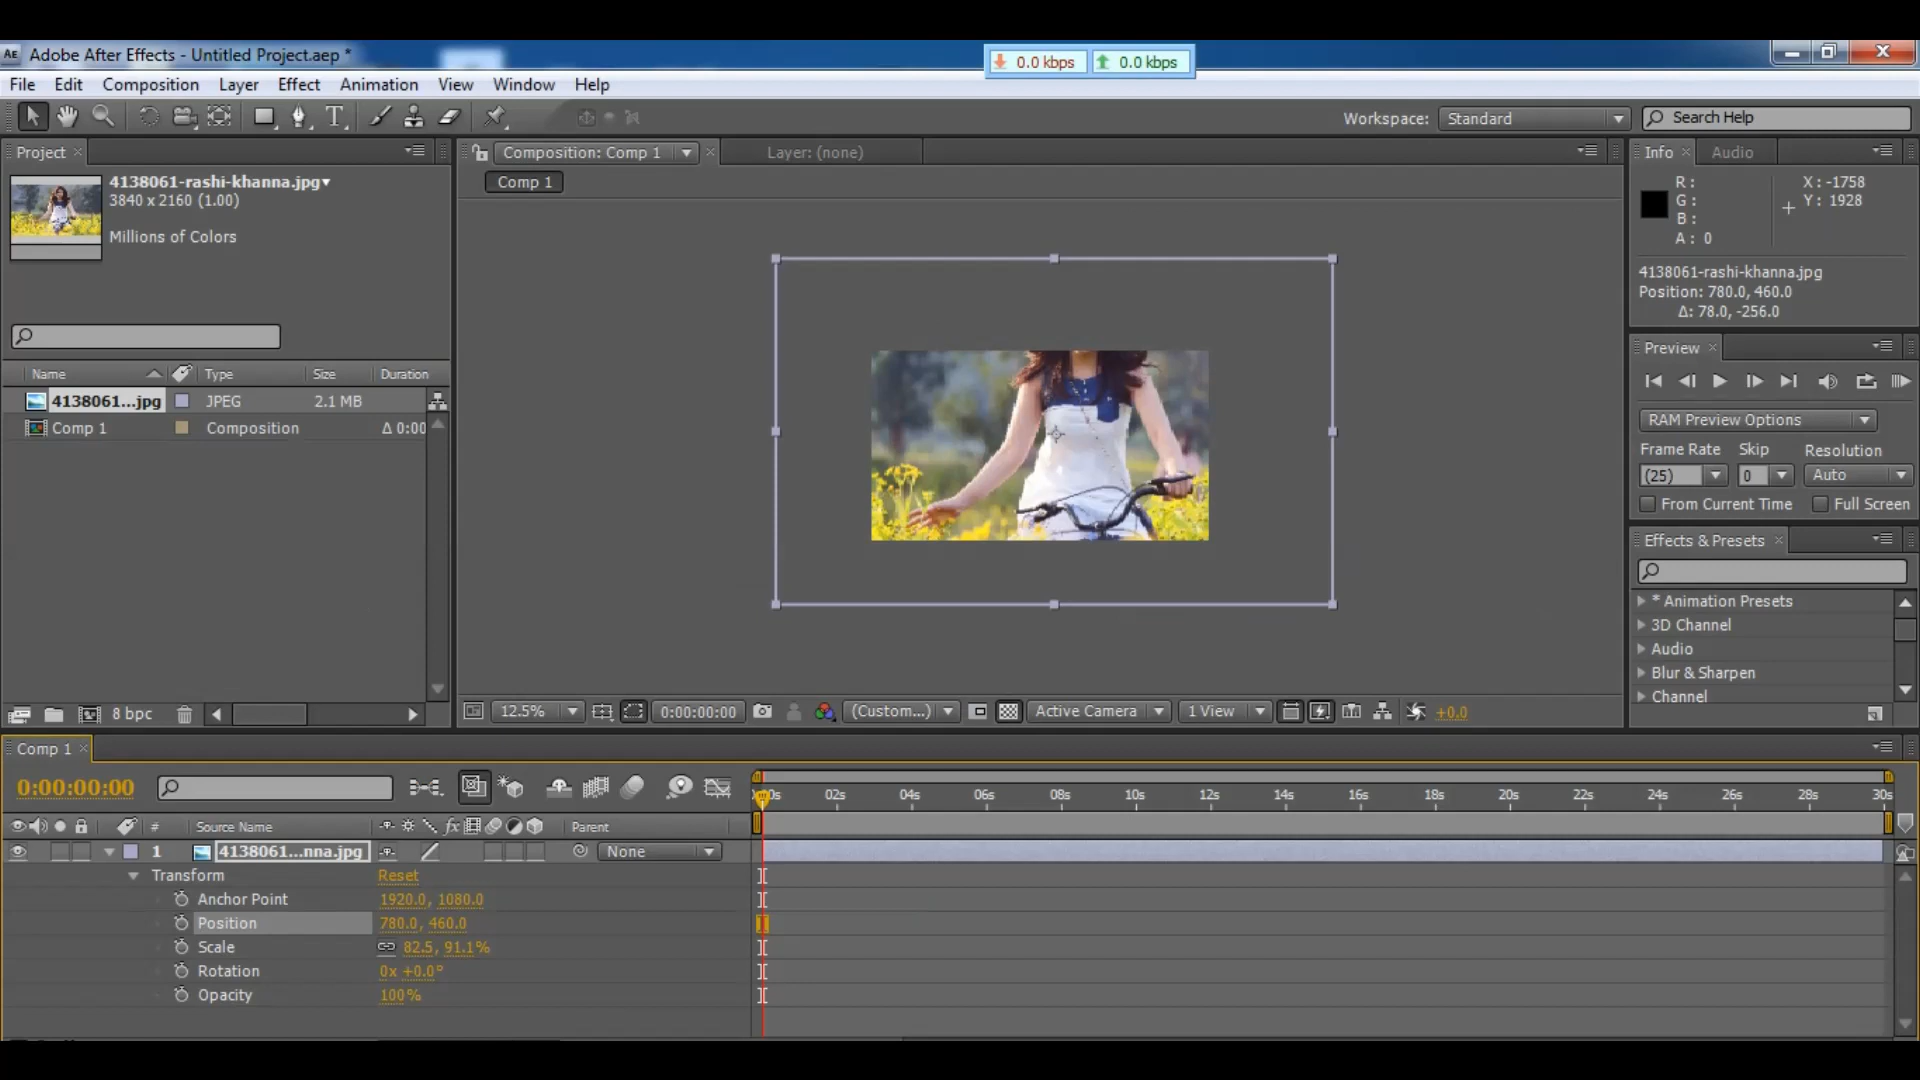 AE Adobe After Effects - Untitled Project.aep *
0.0 kbps 0.0 kbps
File Edit Composition Layer Effect Animation View Window Help
T Workspace: Standard Search Help
Project × Composition: Comp 1 × Layer: (none) Info × Audio
4138061-rashi-khanna.jpg
3840 x 2160 (1.00)
Millions of Colors
Comp 1
R :
G :
B :
A : 0
X : -1758
Y : 1928
4138061-rashi-khanna.jpg
Position: 780.0, 460.0
Δ: 78.0, -256.0
Preview ×
RAM Preview Options
Frame Rate Skip Resolution
(25) 0 Auto
From Current Time Full Screen
Effects & Presets ×
* Animation Presets
3D Channel
Audio
Blur & Sharpen
Channel
Name Type Size Duration
4138061...jpg JPEG 2.1 MB
Comp 1 Composition Δ 0:00
8 bpc
12.5% 0:00:00:00 (Custom...) Active Camera 1 View +0.0
Comp 1 ×
0:00:00:00
02s 04s 06s 08s 10s 12s 14s 16s 18s 20s 22s 24s 26s 28s 30s
# Source Name fx Parent
1 4138061...nna.jpg None
Transform Reset
Anchor Point 1920.0, 1080.0
Position 780.0, 460.0
Scale 82.5, 91.1%
Rotation 0x +0.0°
Opacity 100%